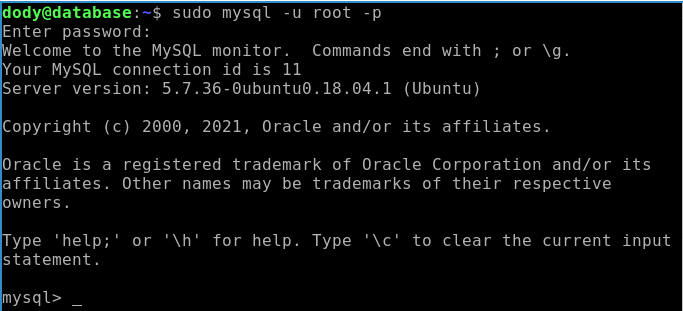 dody@database:~$ sudo mysql -u root -p
Enter password:
Welcome to the MySQL monitor.  Commands end with ; or \g.
Your MySQL connection id is 11
Server version: 5.7.36-0ubuntu0.18.04.1 (Ubuntu)
Copyright (c) 2000, 2021, Oracle and/or its affiliates.
Oracle is a registered trademark of Oracle Corporation and/or its
affiliates. Other names may be trademarks of their respective
owners.
Type 'help;' or '\h' for help. Type '\c' to clear the current input
statement.
mysql> _